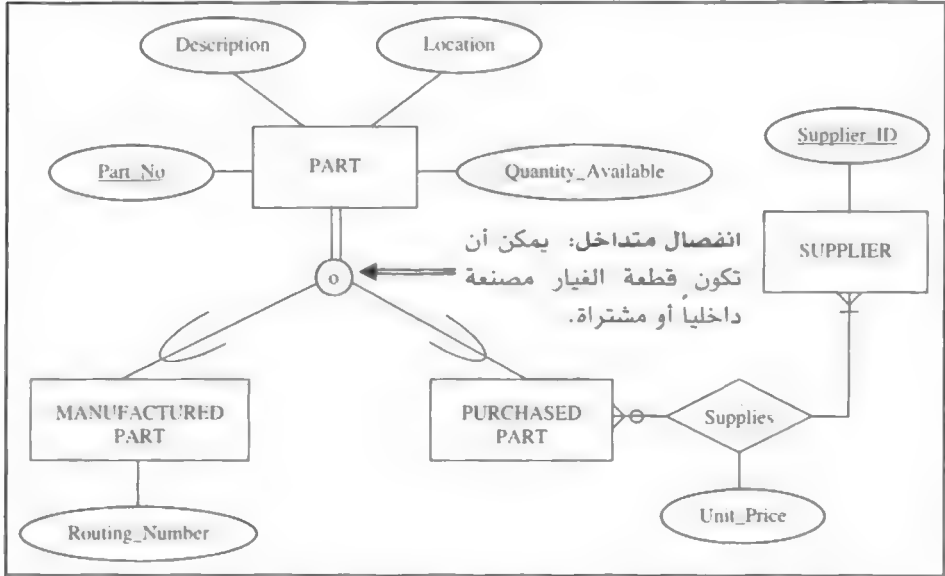 Description
Location
Part_No
PART
Quantity_Available
Supplier_ID
SUPPLIER
انفصال متداخل: يمكن أن
تكون قطعة الغيار مصنعة
داخلياً أو مشتراة.
o
MANUFACTURED
PART
PURCHASED
PART
Supplies
Routing_Number
Unit_Price